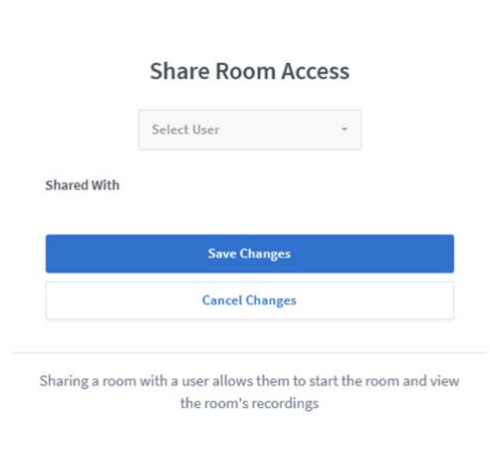 Share Room Access
Select User
Shared With
Save Changes
Cancel Changes
Sharing a room with a user allows them to start the room and view
the room's recordings